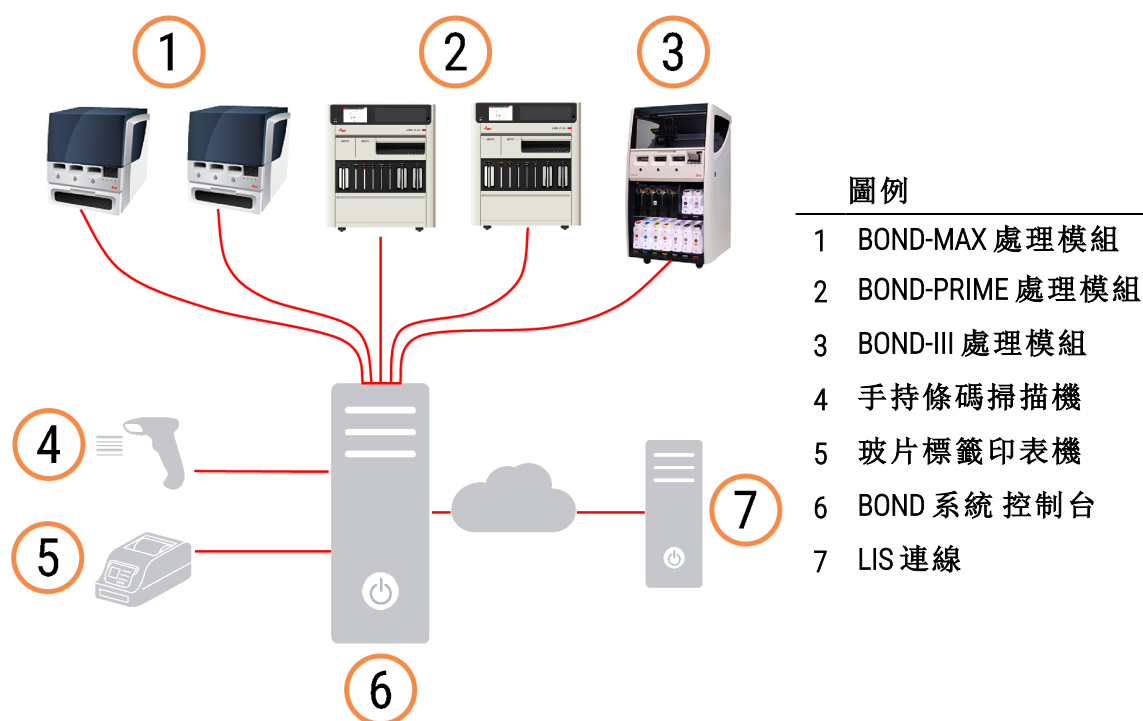 1
2
3
4
5
6
7
圖例
1 BOND-MAX 處理模組
2 BOND-PRIME 處理模組
3 BOND-III 處理模組
4 手持條碼掃描機
5 玻片標籤印表機
6 BOND 系統 控制台
7 LIS 連線